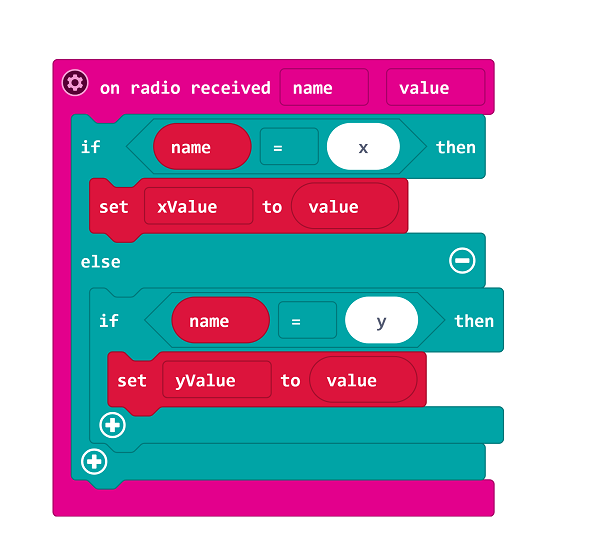 on radio received name value
if name = x then
set xValue to value
else
if name = y then
set yValue to value